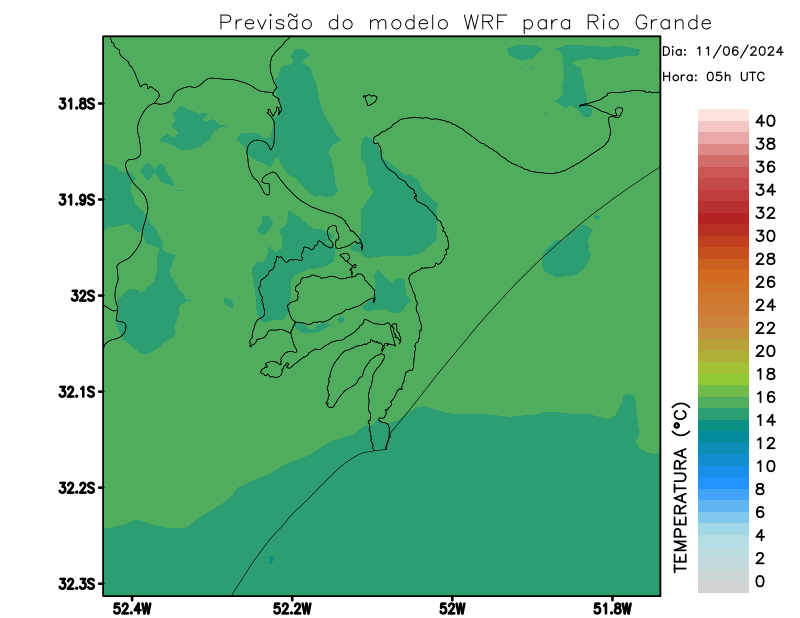 Previsão do modelo WRF para Rio Grande
Dia: 11/06/2024
Hora: 05h UTC
31.8S
31.9S
32S
32.1S
32.2S
32.3S
52.4W
52.2W
52W
51.8W
TEMPERATURA (°C)
40
38
36
34
32
30
28
26
24
22
20
18
16
14
12
10
8
6
4
2
0